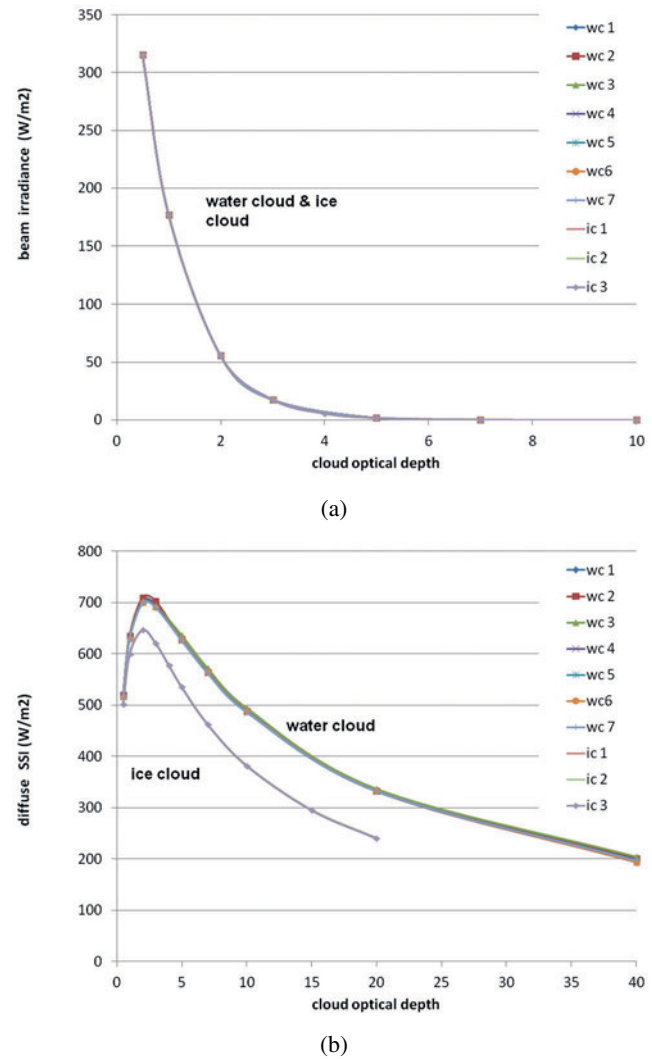 350
300
250
200
150
100
50
0
beam irradiance (W/m2)
water cloud & ice
cloud
0 2 4 6 8 10
cloud optical depth
wc 1
wc 2
wc 3
wc 4
wc 5
wc6
wc 7
ic 1
ic 2
ic 3
(a)
800
700
600
500
400
300
200
100
0
diffuse SSI (W/m2)
water cloud
ice cloud
0 5 10 15 20 25 30 35 40
cloud optical depth
wc 1
wc 2
wc 3
wc 4
wc 5
wc6
wc 7
ic 1
ic 2
ic 3
(b)